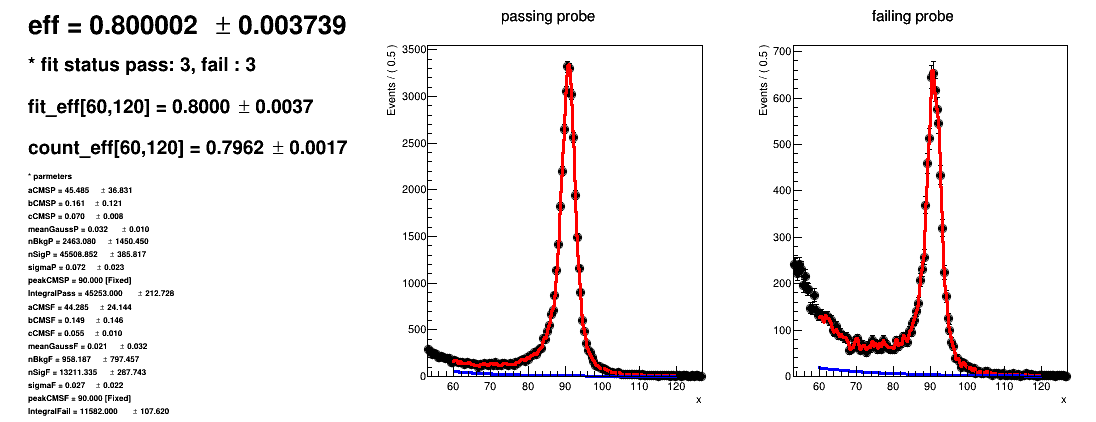 eff = 0.800002 ± 0.003739
* fit status pass: 3, fail : 3
fit_eff[60,120] = 0.8000 ± 0.0037
count_eff[60,120] = 0.7962 ± 0.0017
* parmeters
aCMSP = 45.485 ± 36.831
bCMSP = 0.161 ± 0.121
cCMSP = 0.070 ± 0.008
meanGaussP = 0.032 ± 0.010
nBkgP = 2463.080 ± 1450.450
nSigP = 45508.852 ± 385.817
sigmaP = 0.072 ± 0.023
peakCMSP = 90.000 [Fixed]
IntegralPass = 45253.000 ± 212.728
aCMSF = 44.285 ± 24.144
bCMSF = 0.149 ± 0.146
cCMSF = 0.055 ± 0.010
meanGaussF = 0.021 ± 0.032
nBkgF = 958.187 ± 797.457
nSigF = 13211.335 ± 287.743
sigmaF = 0.027 ± 0.022
peakCMSF = 90.000 [Fixed]
IntegralFail = 11582.000 ± 107.620
passing probe
Events / ( 0.5 )
3500
3000
2500
2000
1500
1000
500
0
60 70 80 90 100 110 120
x
failing probe
Events / ( 0.5 )
700
600
500
400
300
200
100
0
60 70 80 90 100 110 120
x